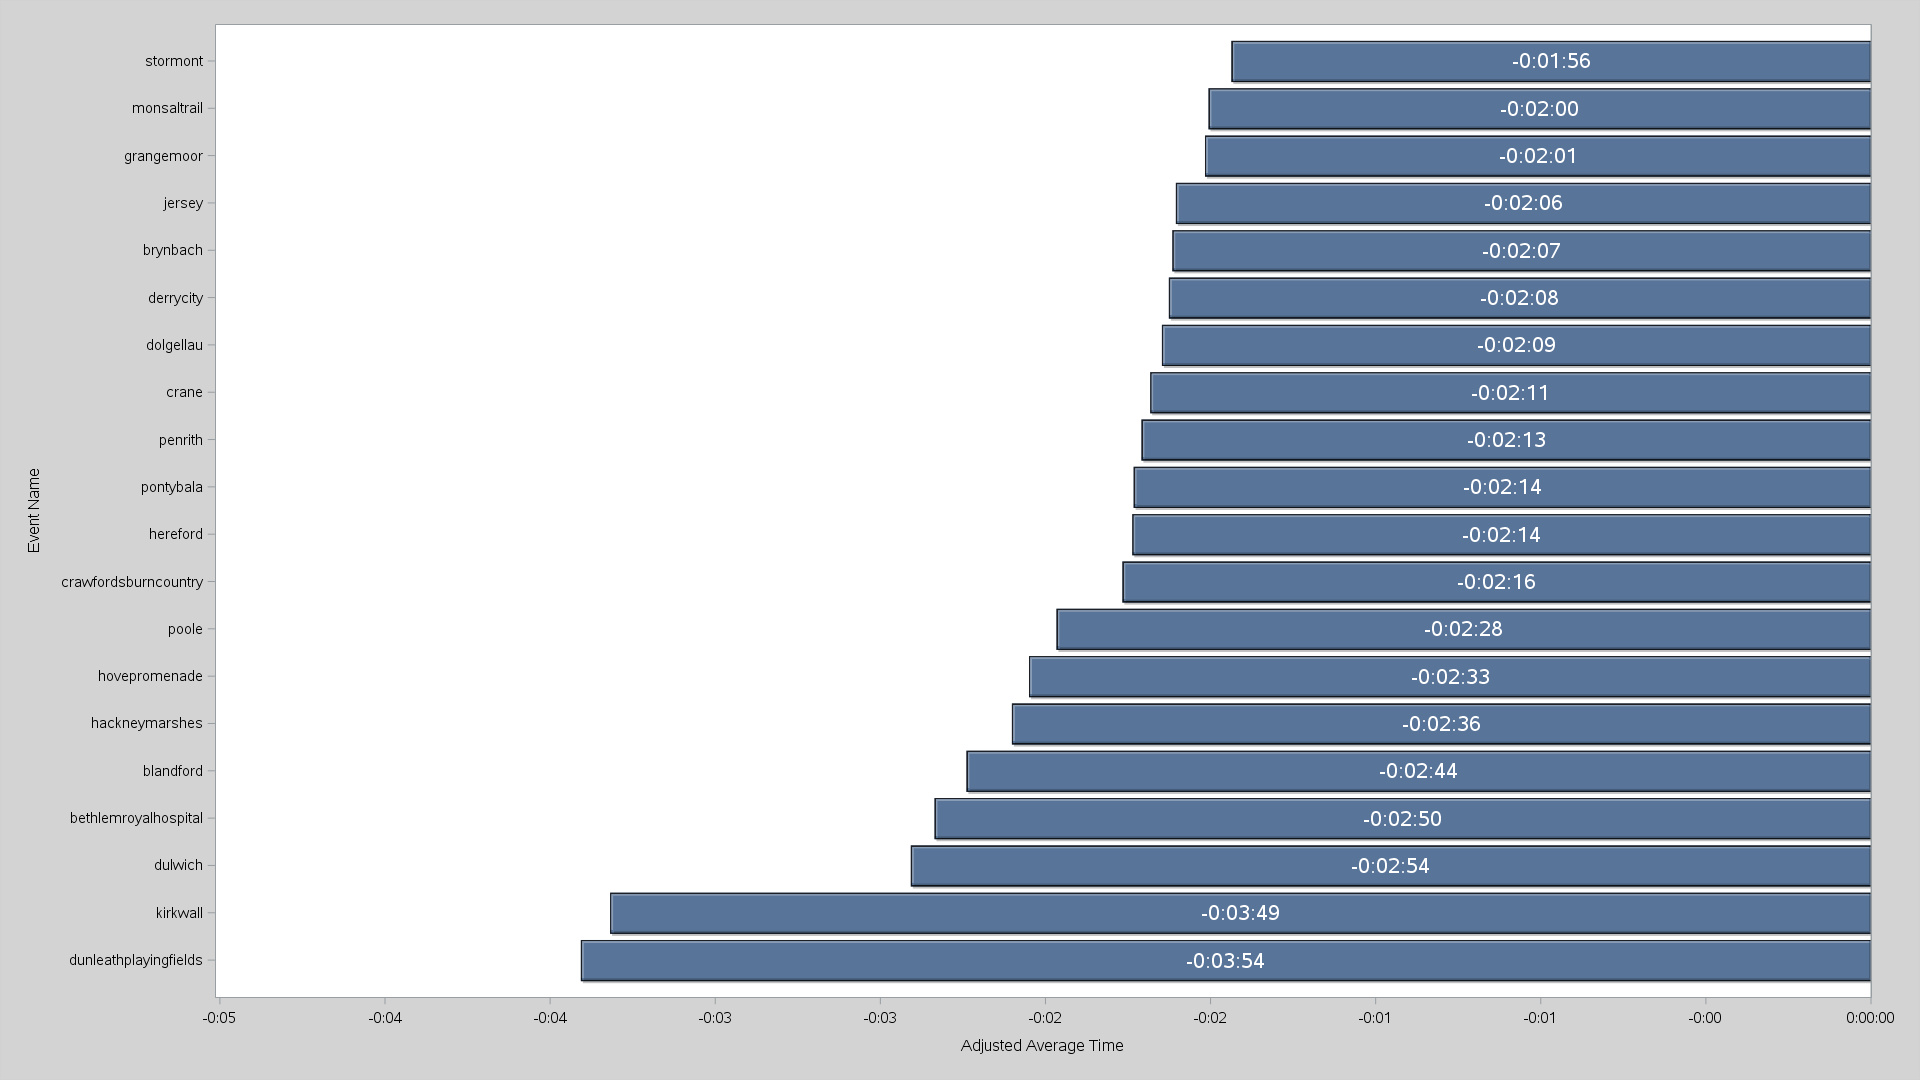 stormont -0:01:56
monsaltrail -0:02:00
grangemoor -0:02:01
jersey -0:02:06
brynbach -0:02:07
derrycity -0:02:08
dolgellau -0:02:09
crane -0:02:11
penrith -0:02:13
pontybala -0:02:14
hereford -0:02:14
crawfordsburncountry -0:02:16
poole -0:02:28
hovepromenade -0:02:33
hackneymarshes -0:02:36
blandford -0:02:44
bethlemroyalhospital -0:02:50
dulwich -0:02:54
kirkwall -0:03:49
dunleathplayingfields -0:03:54
Event Name
-0:05 -0:04 -0:04 -0:03 -0:03 -0:02 -0:02 -0:01 -0:01 -0:00 0:00:00
Adjusted Average Time